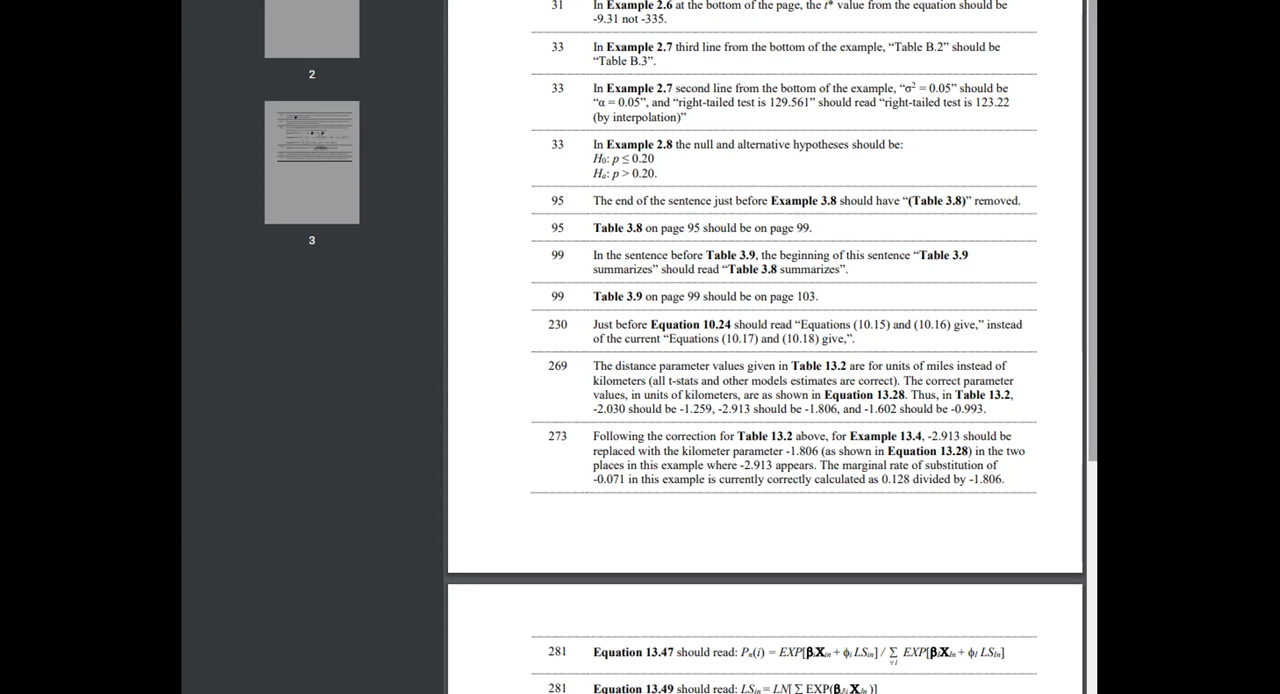 31 In Example 2.6 at the bottom of the page, the t* value from the equation should be
-9.31 not -335.
33 In Example 2.7 third line from the bottom of the example, “Table B.2” should be
“Table B.3”.
33 In Example 2.7 second line from the bottom of the example, “σ² = 0.05” should be
“α = 0.05”, and “right-tailed test is 129.561” should read “right-tailed test is 123.22
(by interpolation)”
33 In Example 2.8 the null and alternative hypotheses should be:
H₀: p ≤ 0.20
Hₐ: p > 0.20.
95 The end of the sentence just before Example 3.8 should have “(Table 3.8)” removed.
95 Table 3.8 on page 95 should be on page 99.
99 In the sentence before Table 3.9, the beginning of this sentence “Table 3.9
summarizes” should read “Table 3.8 summarizes”.
99 Table 3.9 on page 99 should be on page 103.
230 Just before Equation 10.24 should read “Equations (10.15) and (10.16) give,” instead
of the current “Equations (10.17) and (10.18) give,”.
269 The distance parameter values given in Table 13.2 are for units of miles instead of
kilometers (all t-stats and other models estimates are correct). The correct parameter
values, in units of kilometers, are as shown in Equation 13.28. Thus, in Table 13.2,
-2.030 should be -1.259, -2.913 should be -1.806, and -1.602 should be -0.993.
273 Following the correction for Table 13.2 above, for Example 13.4, -2.913 should be
replaced with the kilometer parameter -1.806 (as shown in Equation 13.28) in the two
places in this example where -2.913 appears. The marginal rate of substitution of
-0.071 in this example is currently correctly calculated as 0.128 divided by -1.806.
281 Equation 13.47 should read: Pn(i) = EXP[βiXin + ϕi LSin] / Σ EXP[βIXIn + ϕI LSIn]
∀I
281 Equation 13.49 should read: LSin = LN[ Σ EXP(βJ|i XJn )]
2
3